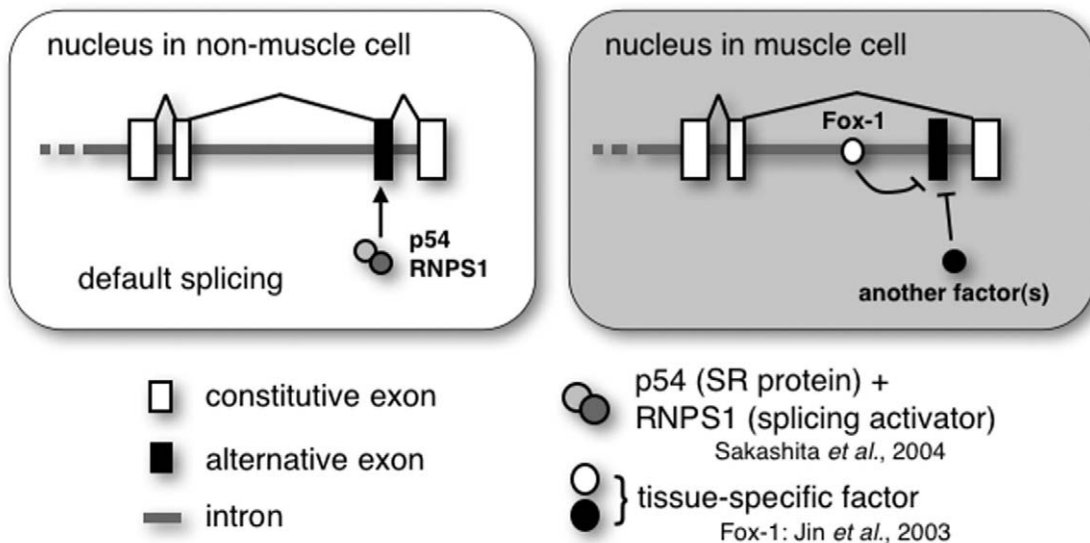 nucleus in non-muscle cell
p54
RNPS1
default splicing
nucleus in muscle cell
Fox-1
another factor(s)
constitutive exon
alternative exon
intron
p54 (SR protein) +
RNPS1 (splicing activator)
Sakashita et al., 2004
} tissue-specific factor
Fox-1: Jin et al., 2003